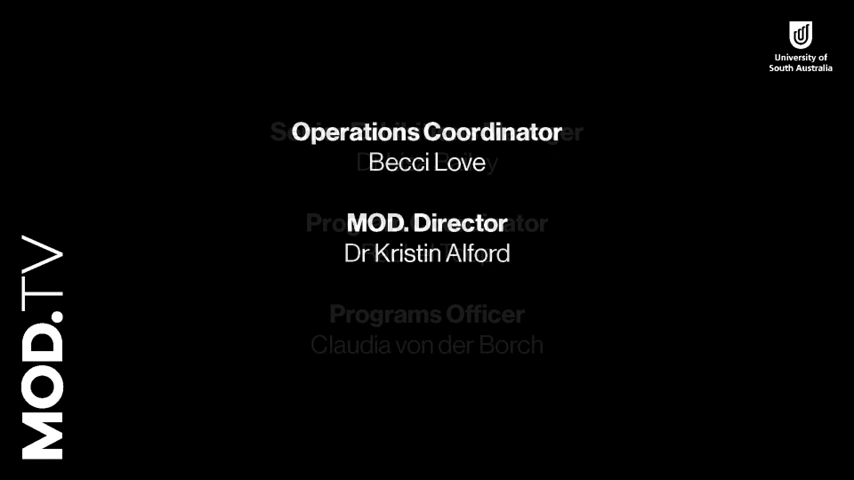 University of
South Australia
Operations Coordinator
Becci Love
MOD. Director
Dr Kristin Alford
Programs Officer
Claudia von der Borch
MOD.TV